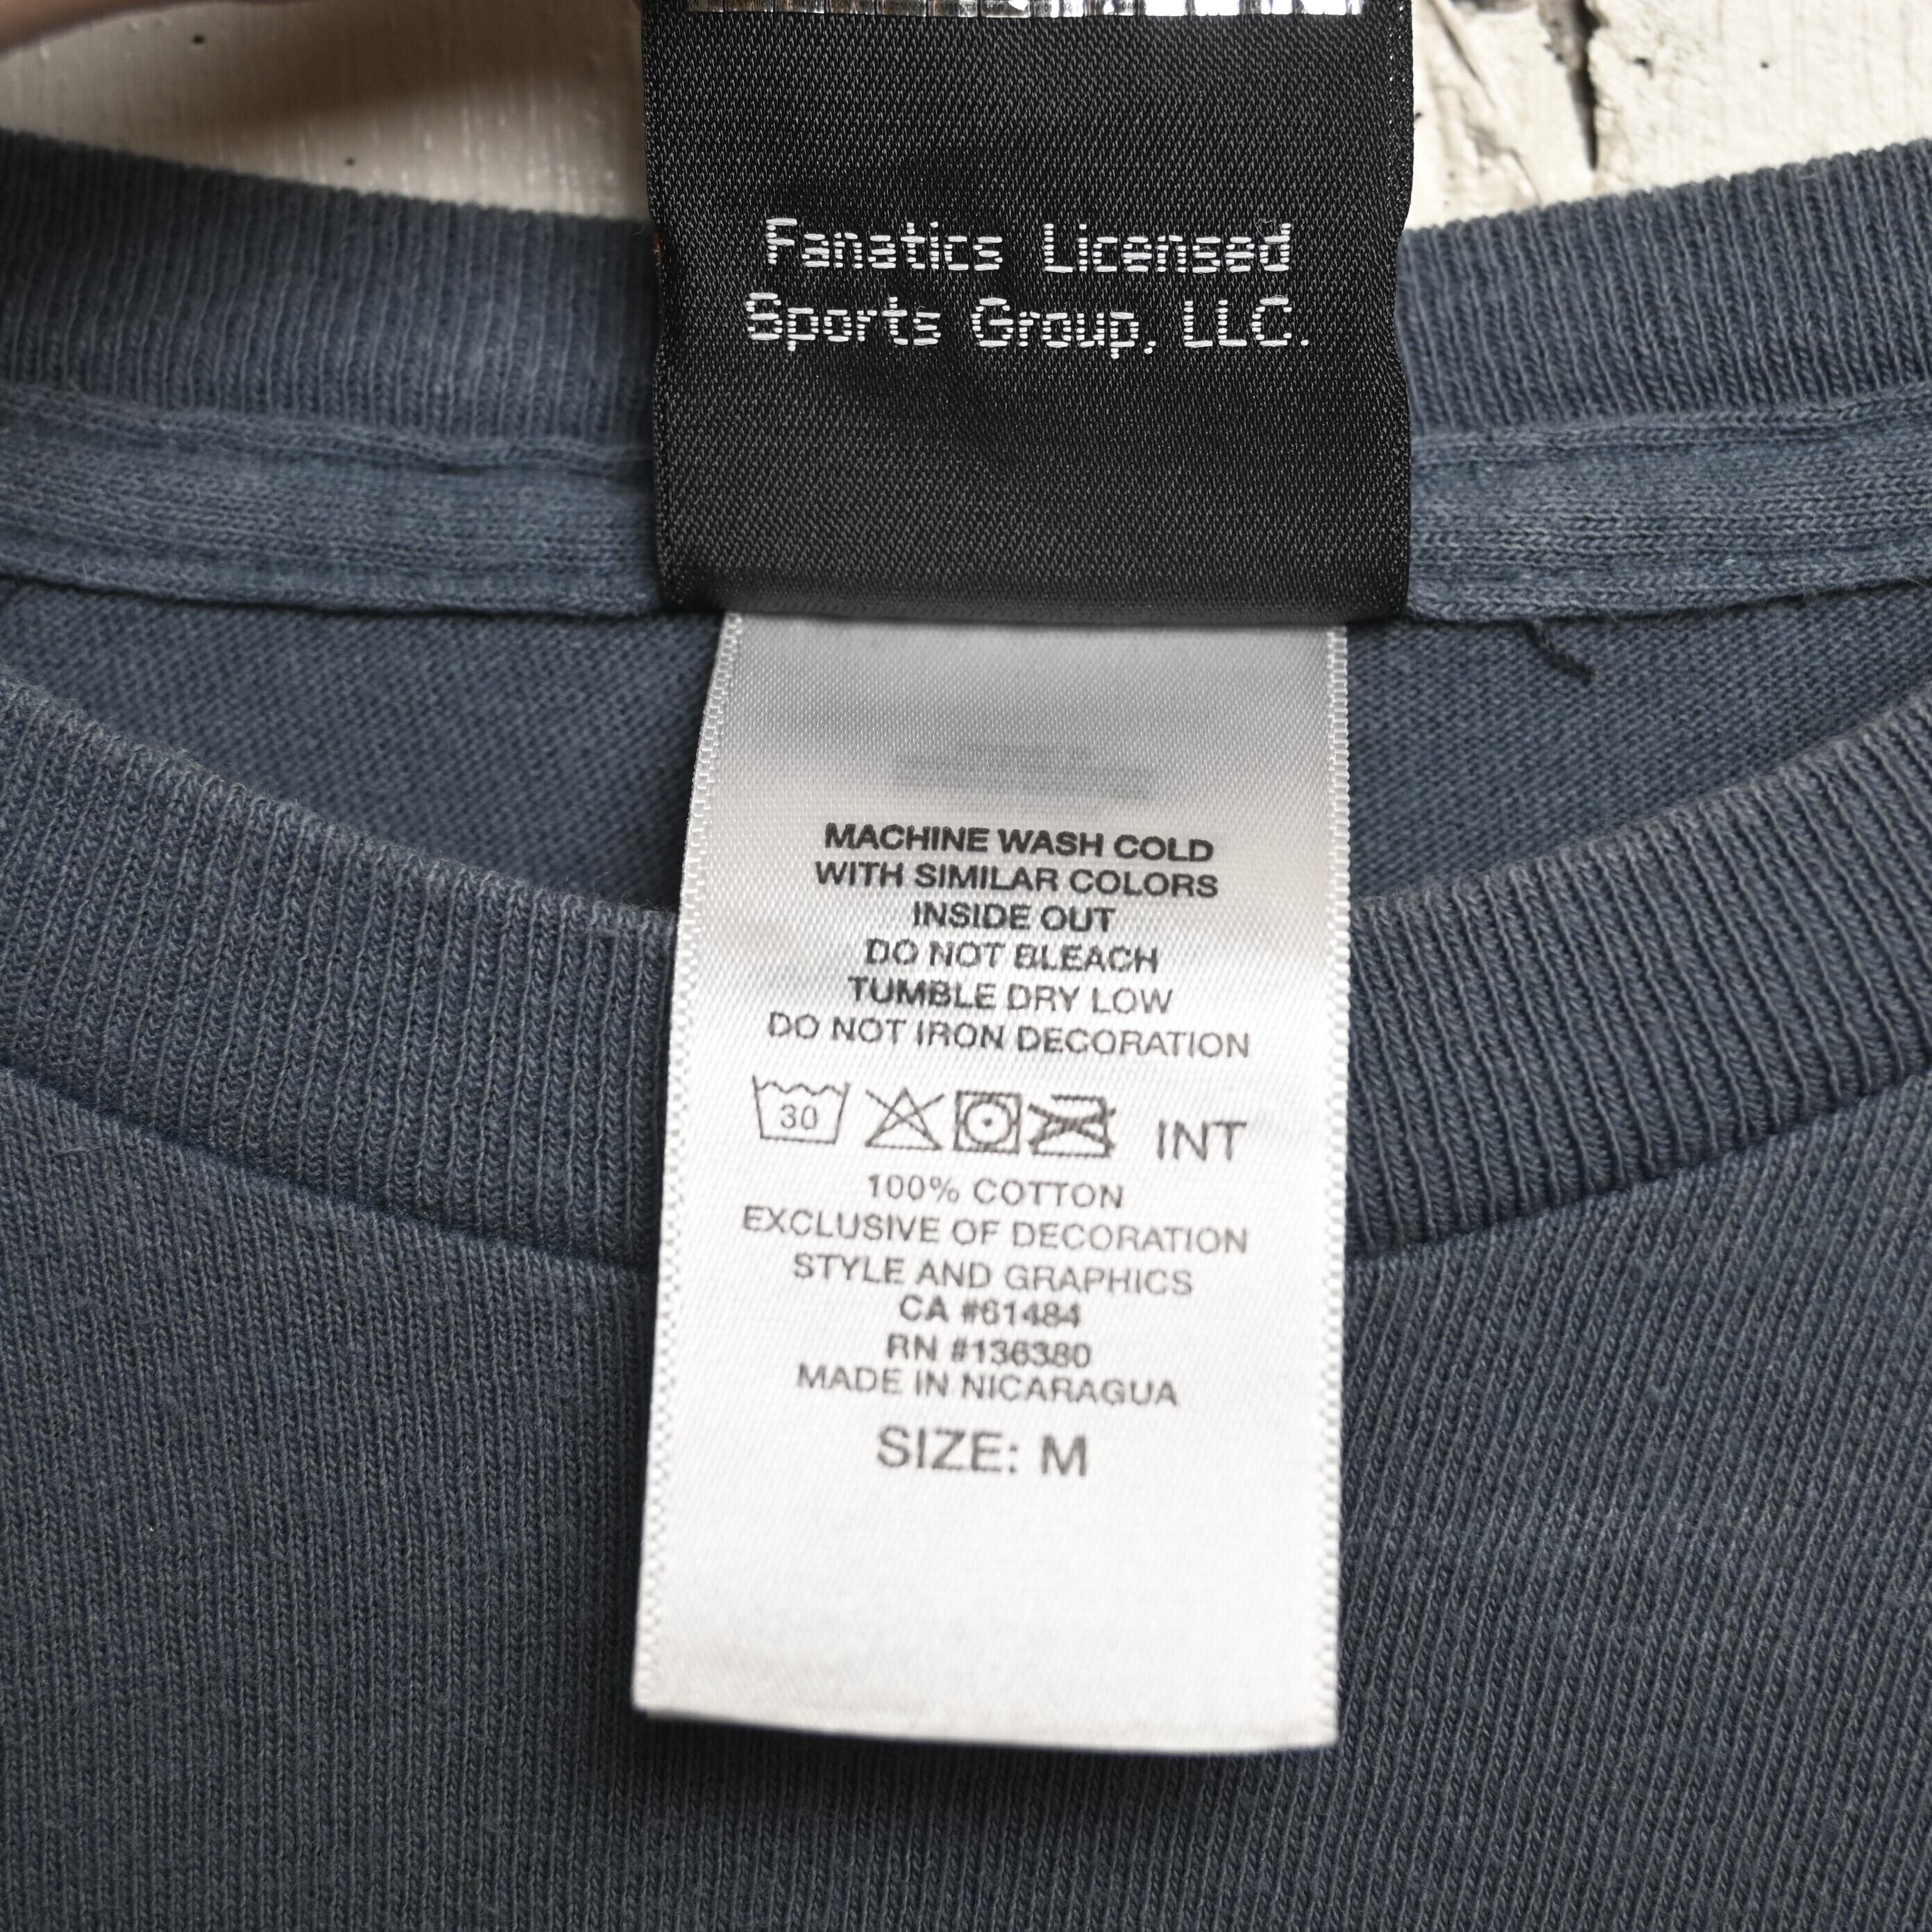 Fanatics Licensed
Sports Group, LLC.
MACHINE WASH COLD
WITH SIMILAR COLORS
INSIDE OUT
DO NOT BLEACH
TUMBLE DRY LOW
DO NOT IRON DECORATION
30 INT
100% COTTON
EXCLUSIVE OF DECORATION
STYLE AND GRAPHICS
CA #61484
RN #136380
MADE IN NICARAGUA
SIZE: M